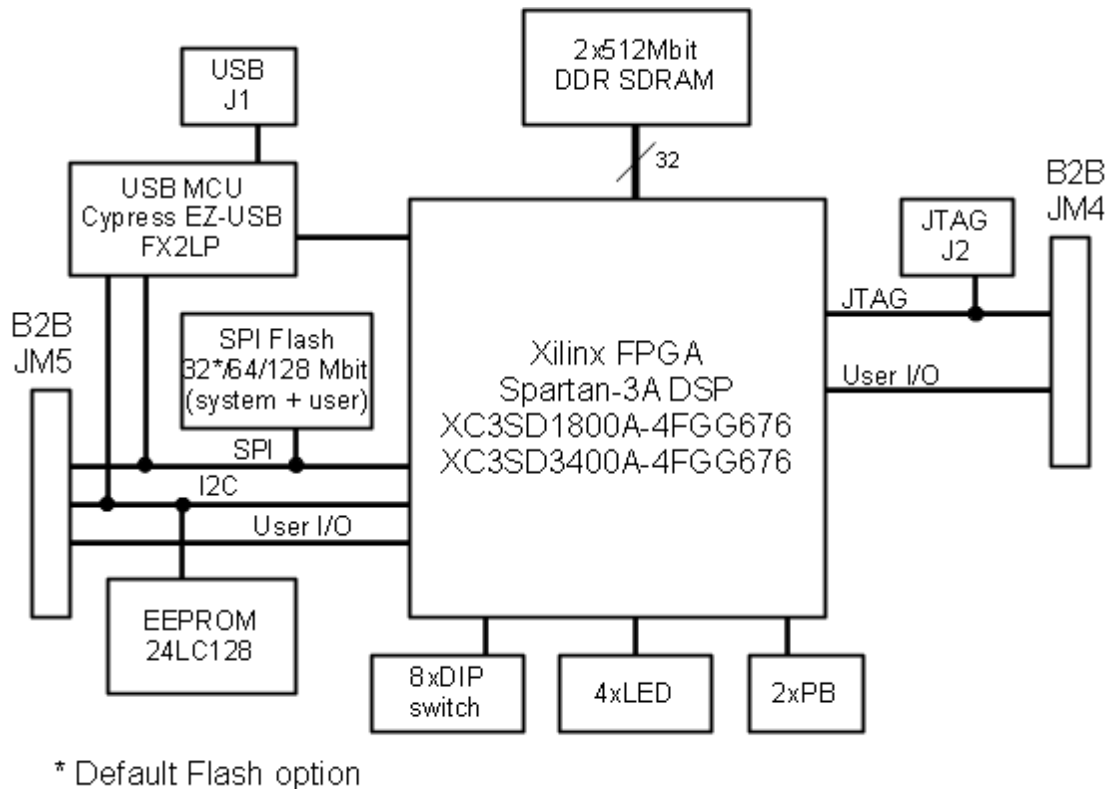 2x512Mbit
DDR SDRAM
USB
J1
32
USB MCU
Cypress EZ-USB
FX2LP
B2B
JM4
JTAG
J2
JTAG
B2B
JM5
SPI Flash
32*/64/128 Mbit
(system + user)
Xilinx FPGA
Spartan-3A DSP
XC3SD1800A-4FGG676
XC3SD3400A-4FGG676
User I/O
SPI
I2C
User I/O
EEPROM
24LC128
8xDIP
switch
4xLED
2xPB
* Default Flash option